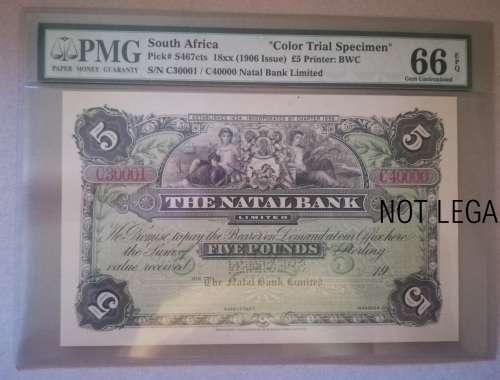 PMG
PAPER MONEY GUARANTY
South Africa "Color Trial Specimen"
Pick# S467cts 18xx (1906 Issue) £5 Printer: BWC
S/N C30001 / C40000 Natal Bank Limited
66 EPQ
Gem Uncirculated
5 5
C30001 C40000
THE NATAL BANK
LIMITED
NOT LEGA
We Promise to pay the Bearer on Demand at our Office here
the Sum FIVE POUNDS Sterling
value received 19
FOR The Natal Bank Limited.
5 5